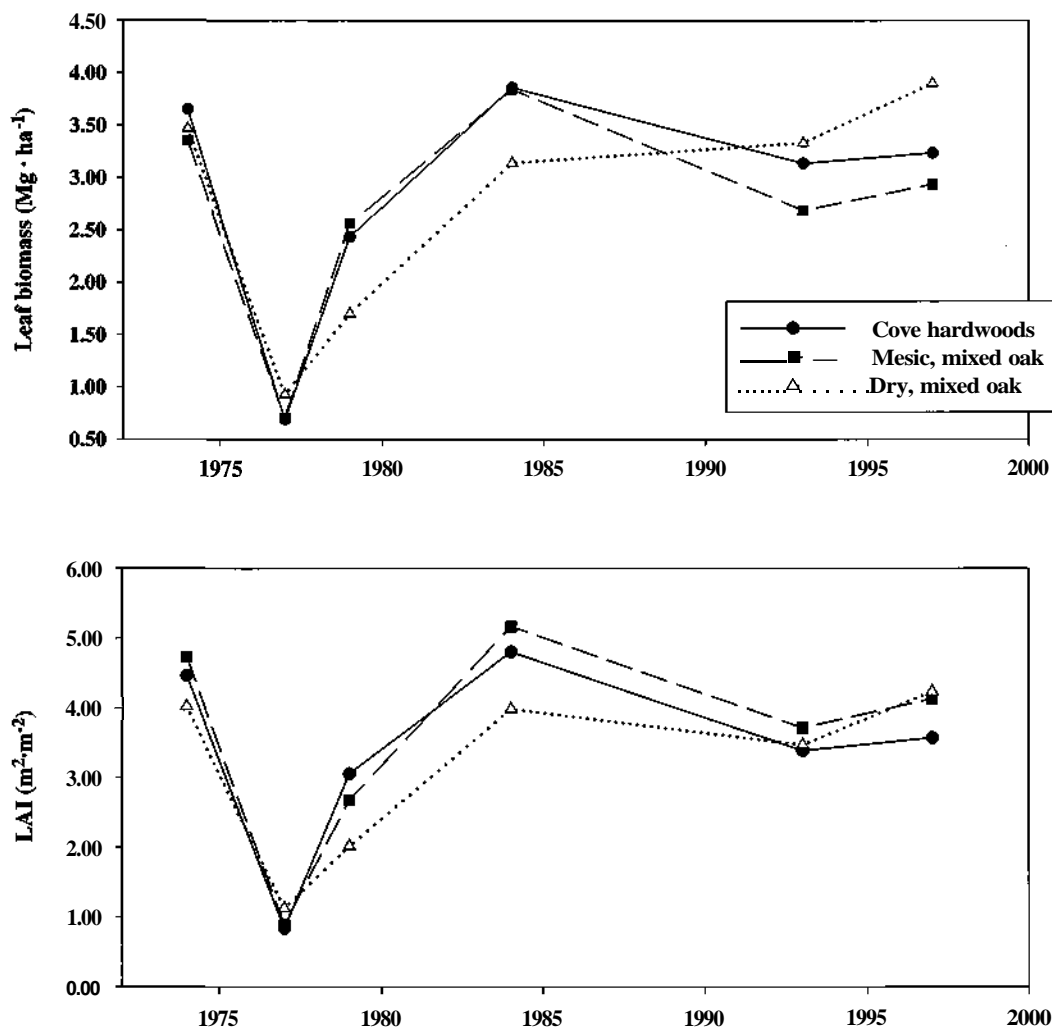 4.50
4.00
3.50
3.00
2.50
2.00
1.50
1.00
0.50
Leaf biomass (Mg · ha⁻¹)
Cove hardwoods
Mesic, mixed oak
Dry, mixed oak
1975 1980 1985 1990 1995 2000
6.00
5.00
4.00
3.00
2.00
1.00
0.00
LAI (m²·m⁻²)
1975 1980 1985 1990 1995 2000